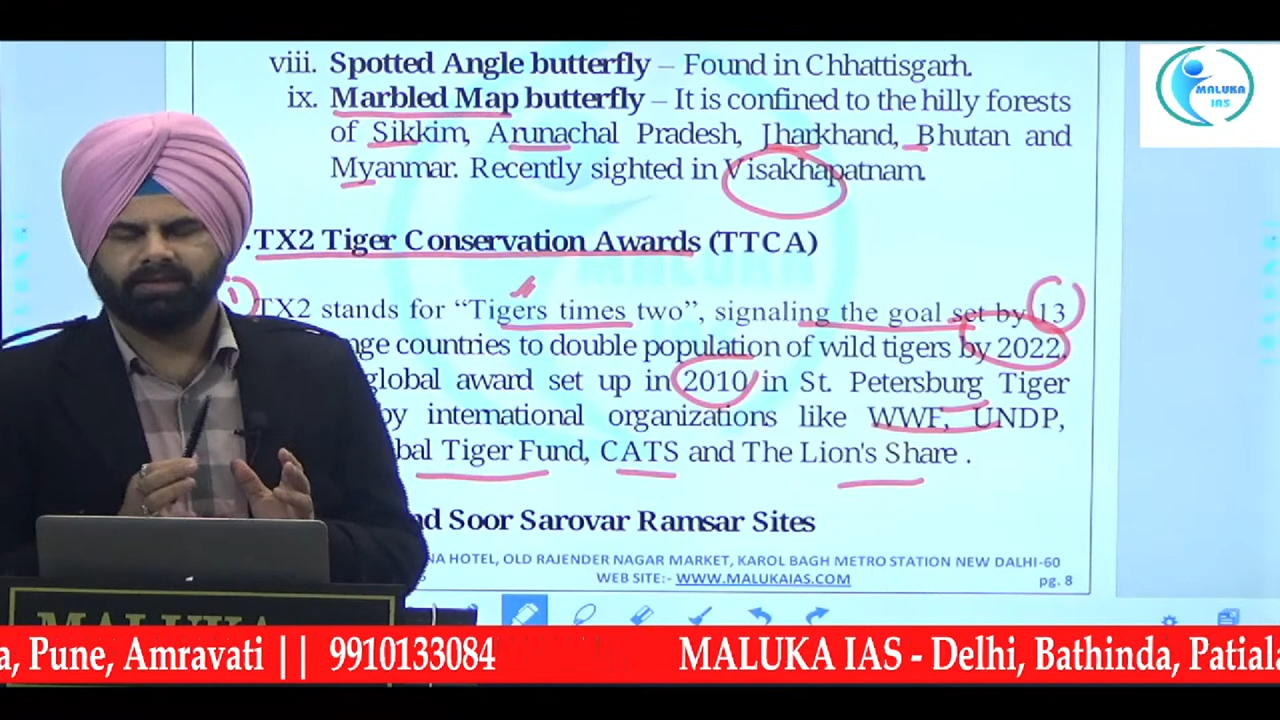 viii. Spotted Angle butterfly – Found in Chhattisgarh.
ix. Marbled Map butterfly – It is confined to the hilly forests
of Sikkim, Arunachal Pradesh, Jharkhand, Bhutan and
Myanmar. Recently sighted in Visakhapatnam.
MALUKA
IAS
.TX2 Tiger Conservation Awards (TTCA)
TX2 stands for “Tigers times two”, signaling the goal set by 13
nge countries to double population of wild tigers by 2022.
global award set up in 2010 in St. Petersburg Tiger
by international organizations like WWF, UNDP,
bal Tiger Fund, CATS and The Lion's Share .
nd Soor Sarovar Ramsar Sites
NA HOTEL, OLD RAJENDER NAGAR MARKET, KAROL BAGH METRO STATION NEW DELHI-60
WEB SITE:- WWW.MALUKAIAS.COM
pg. 8
MALUKA
a, Pune, Amravati || 9910133084 MALUKA IAS - Delhi, Bathinda, Patiala